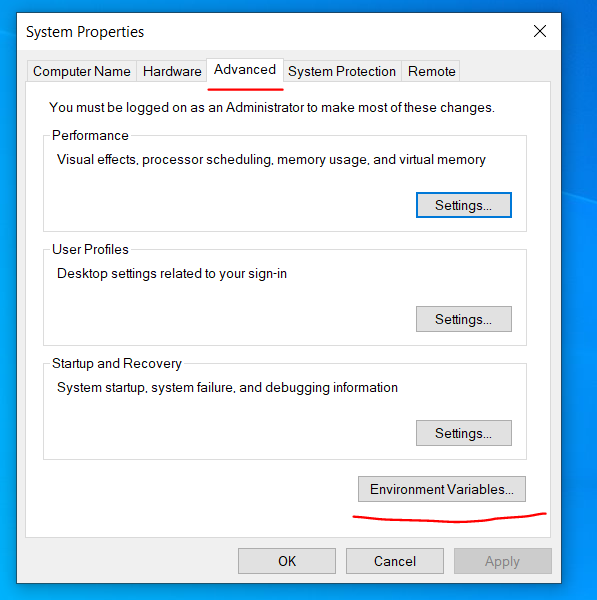 System Properties
Computer Name Hardware Advanced System Protection Remote
You must be logged on as an Administrator to make most of these changes.
Performance
Visual effects, processor scheduling, memory usage, and virtual memory
Settings...
User Profiles
Desktop settings related to your sign-in
Settings...
Startup and Recovery
System startup, system failure, and debugging information
Settings...
Environment Variables...
OK Cancel Apply